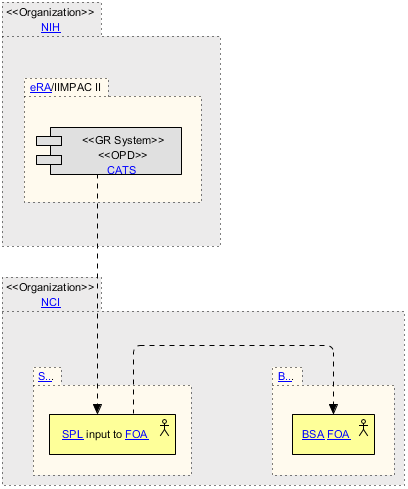 <<Organization>>
NIH
eRA/IIMPAC II
<<GR System>>
<<OPD>>
CATS
<<Organization>>
NCI
S...
B...
SPL input to FOA
BSA FOA